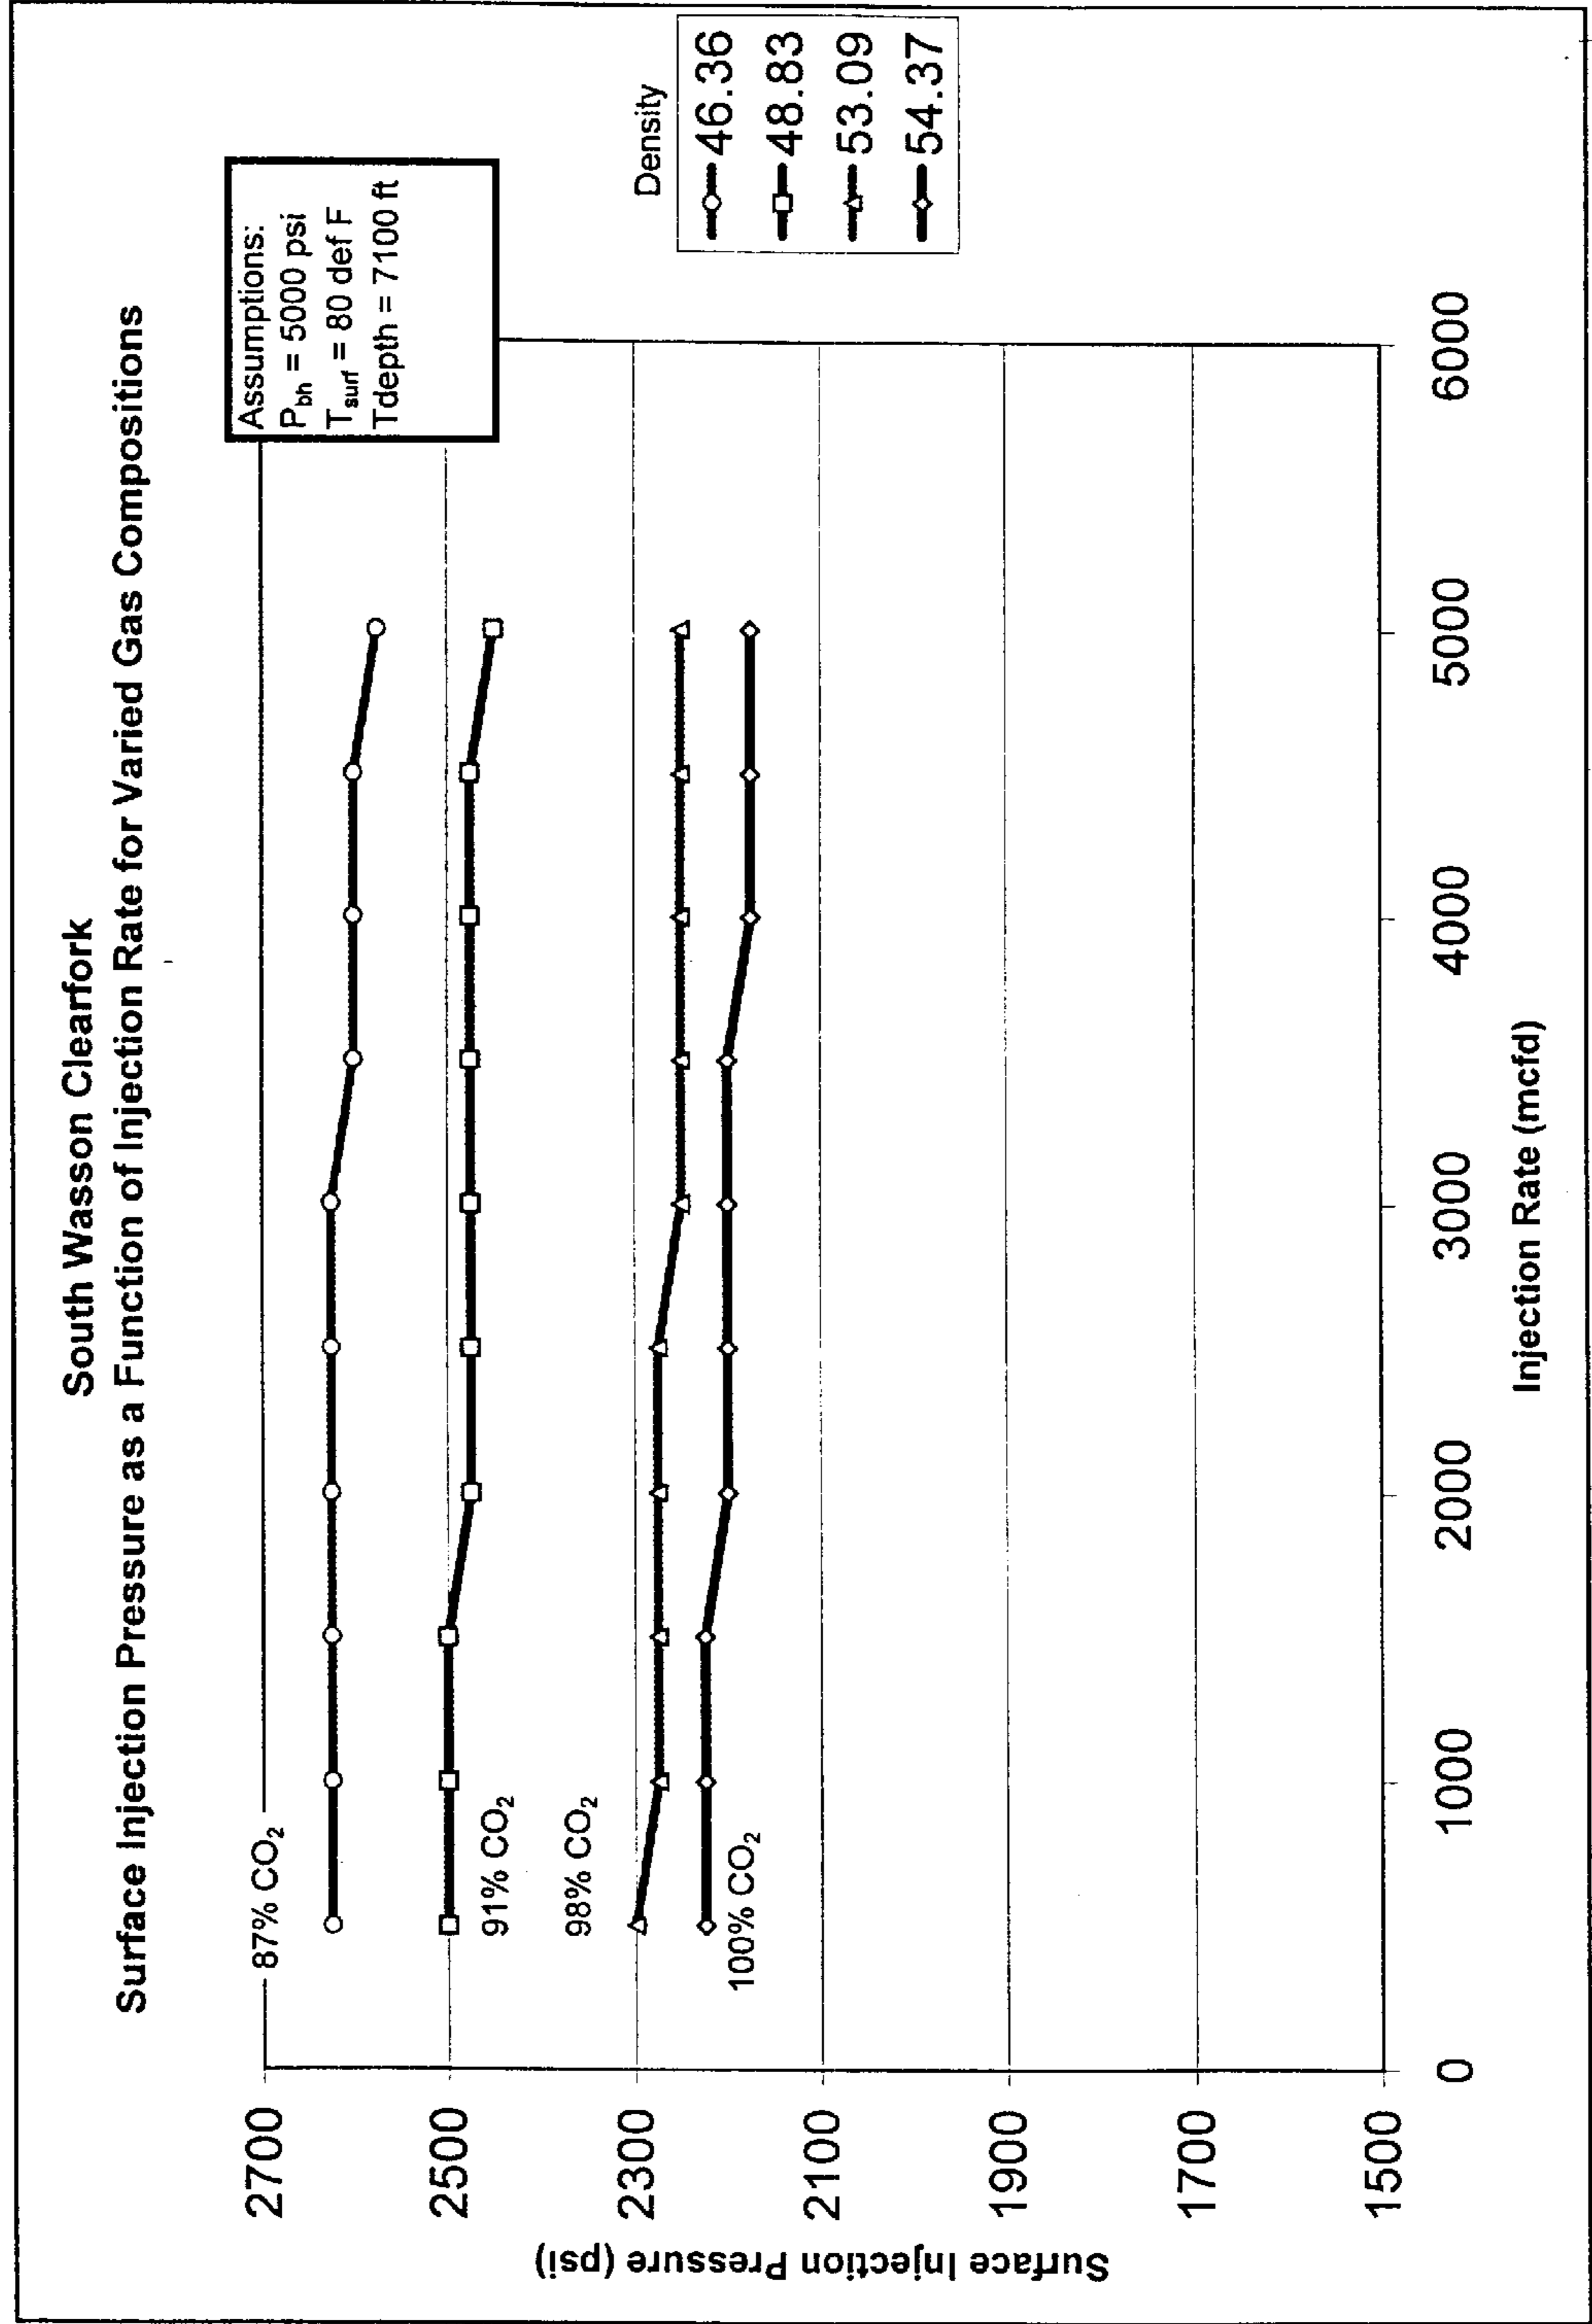 South Wasson Clearfork
Surface Injection Pressure as a Function of Injection Rate for Varied Gas Compositions
Assumptions:
P₆ₕ = 5000 psi
Tₛᵤᵣf = 80 def F
Tdepth = 7100 ft
Surface Injection Pressure (psi)
2700
2500
2300
2100
1900
1700
1500
87% CO₂
91% CO₂
98% CO₂
100% CO₂
0 1000 2000 3000 4000 5000 6000
Injection Rate (mcfd)
Density
46.36
48.83
53.09
54.37